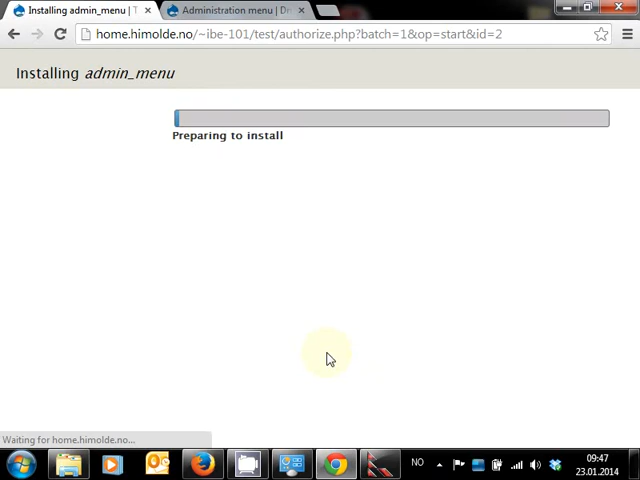 Installing admin_menu | T
Administration menu | De
home.himolde.no/~ibe-101/test/authorize.php?batch=1&op=start&id=2
Installing admin_menu
Preparing to install
Waiting for home.himolde.no...
NO
09:47
23.01.2014